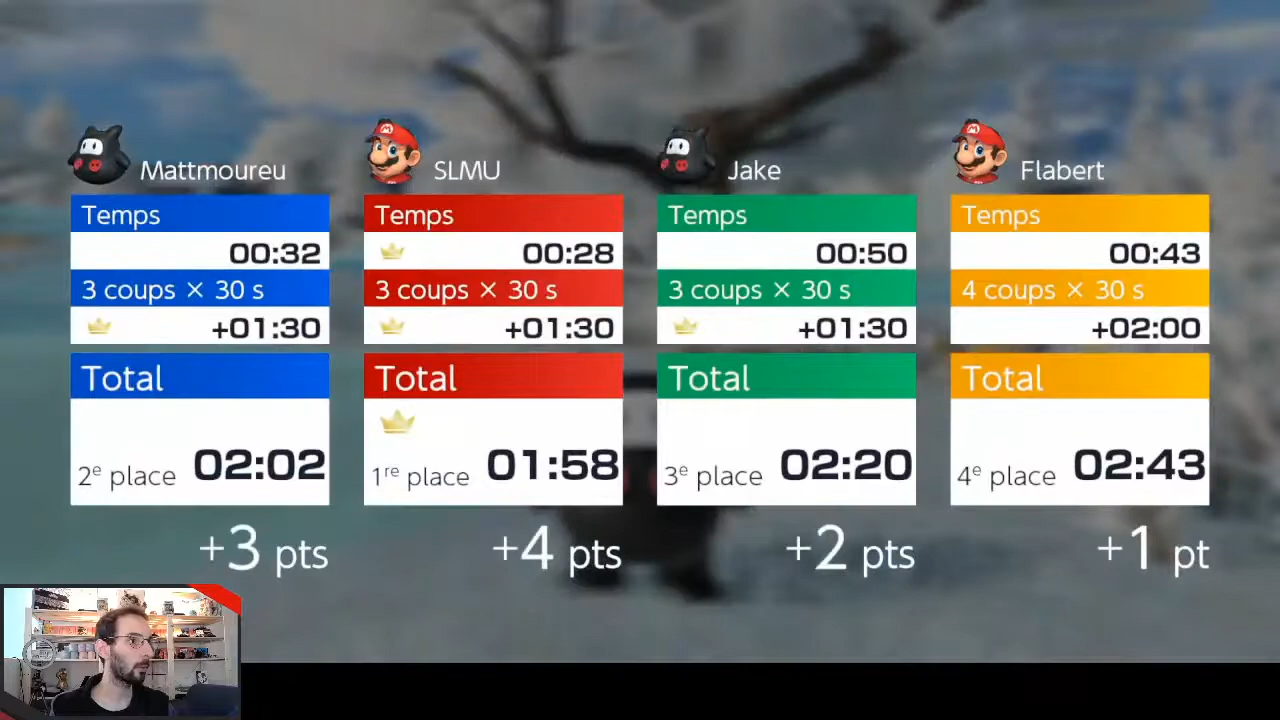 Mattmoureu
Temps
00:32
3 coups × 30 s
+01:30
Total
2e place 02:02
+3 pts
SLMU
Temps
00:28
3 coups × 30 s
+01:30
Total
1re place 01:58
+4 pts
Jake
Temps
00:50
3 coups × 30 s
+01:30
Total
3e place 02:20
+2 pts
Flabert
Temps
00:43
4 coups × 30 s
+02:00
Total
4e place 02:43
+1 pt